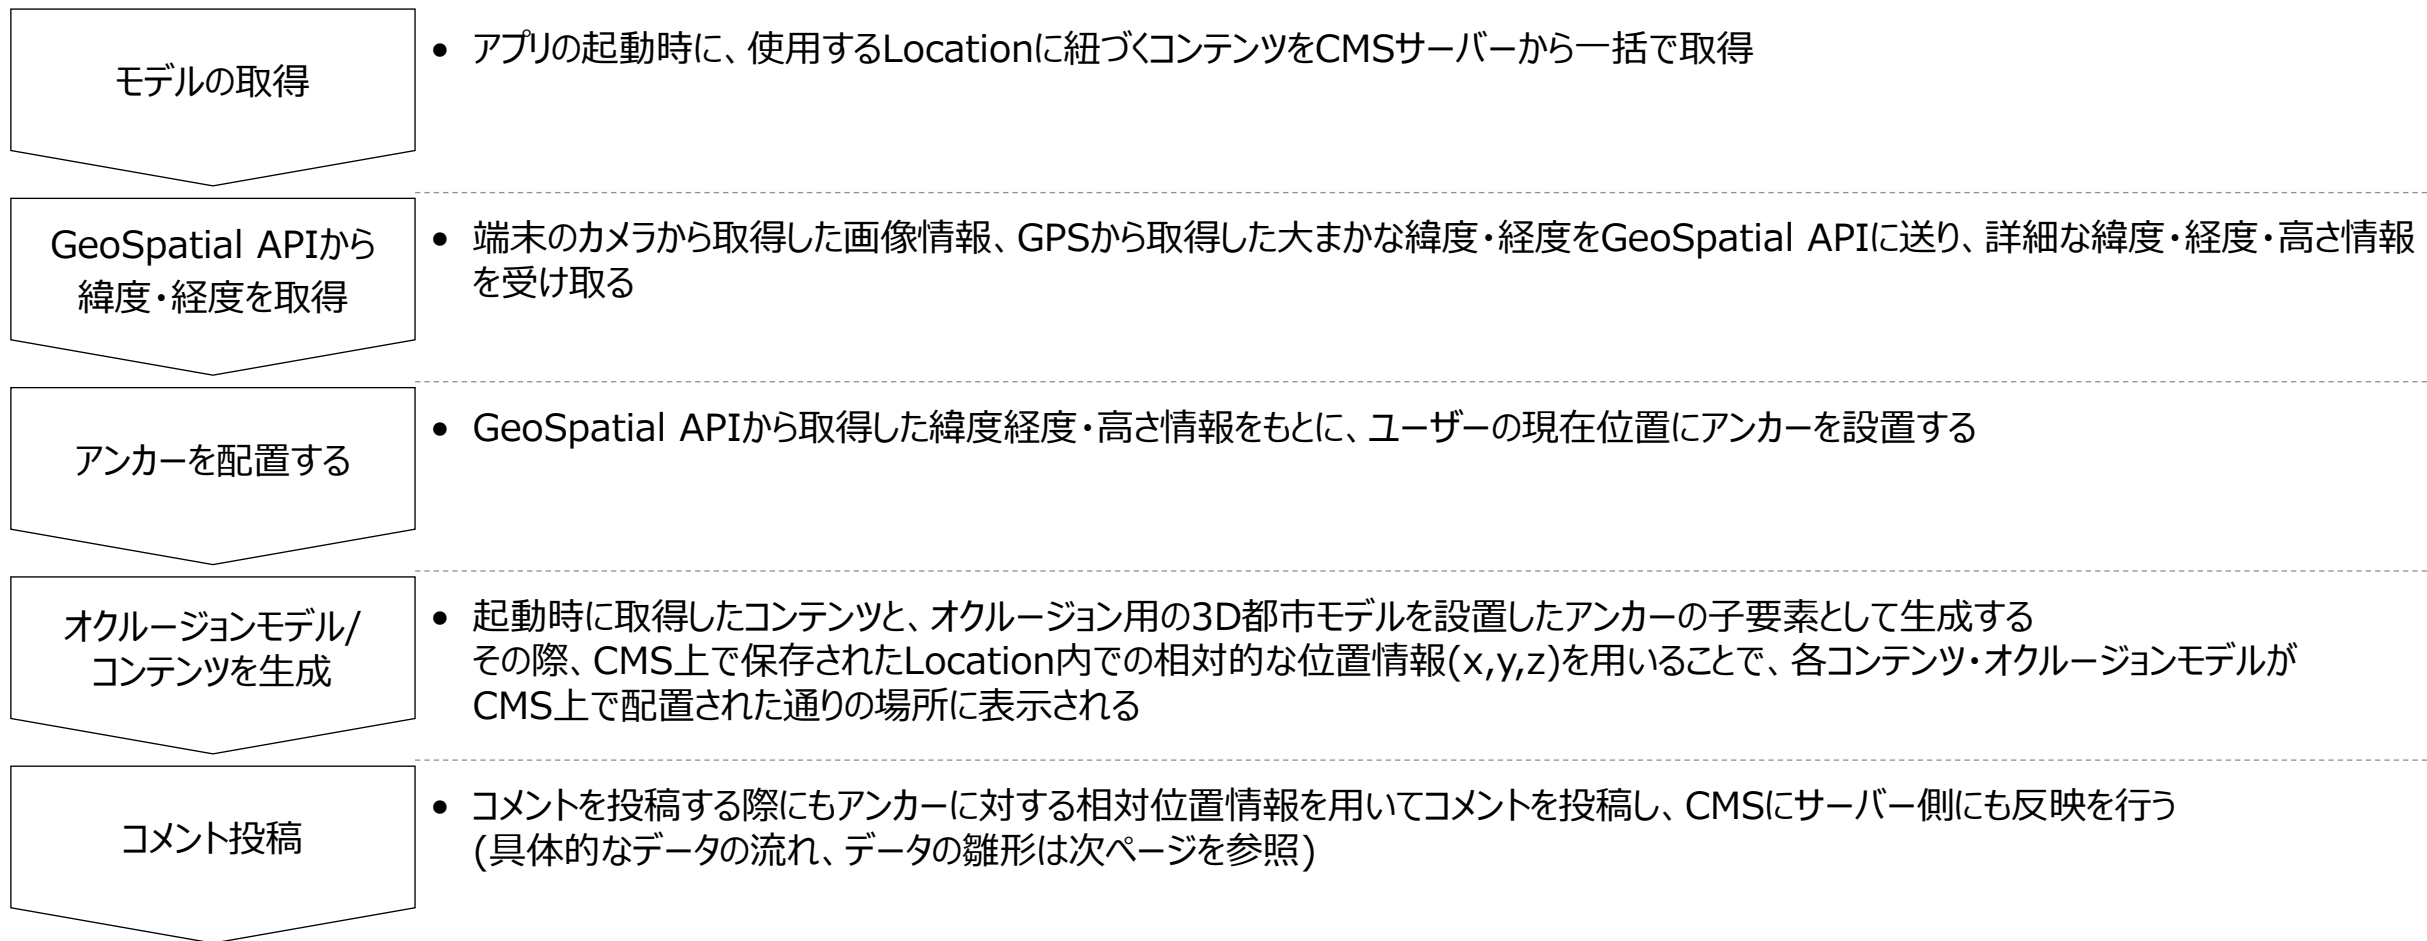 モデルの取得
• アプリの起動時に、使用するLocationに紐づくコンテンツをCMSサーバーから一括で取得
GeoSpatial APIから
緯度・経度を取得
• 端末のカメラから取得した画像情報、GPSから取得した大まかな緯度・経度をGeoSpatial APIに送り、詳細な緯度・経度・高さ情報
を受け取る
アンカーを配置する
• GeoSpatial APIから取得した緯度経度・高さ情報をもとに、ユーザーの現在位置にアンカーを設置する
オクルージョンモデル/
コンテンツを生成
• 起動時に取得したコンテンツと、オクルージョン用の3D都市モデルを設置したアンカーの子要素として生成する
その際、CMS上で保存されたLocation内での相対的な位置情報(x,y,z)を用いることで、各コンテンツ・オクルージョンモデルが
CMS上で配置された通りの場所に表示される
コメント投稿
• コメントを投稿する際にもアンカーに対する相対位置情報を用いてコメントを投稿し、CMSにサーバー側にも反映を行う
(具体的なデータの流れ、データの雛形は次ページを参照)